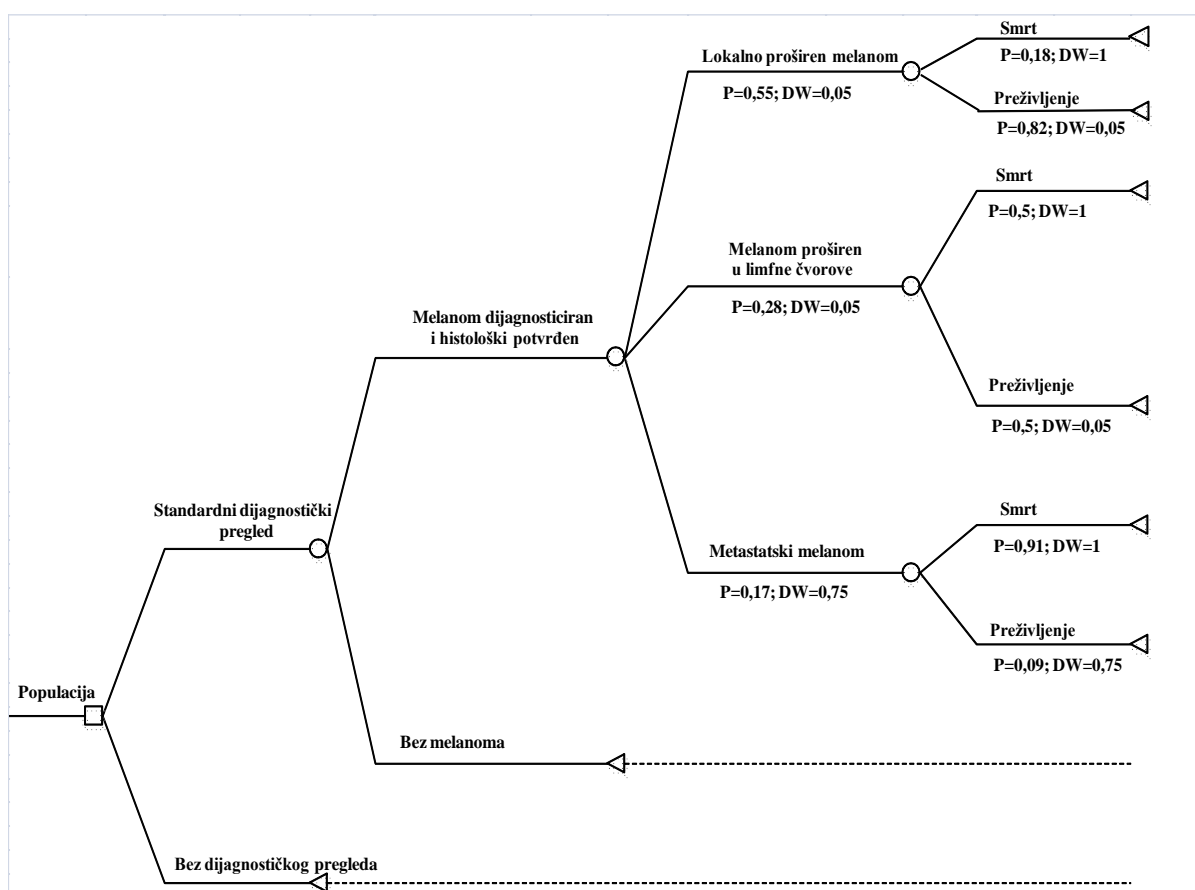 Smrt
P=0,18; DW=1
Lokalno proširen melanom
P=0,55; DW=0,05
Preživljenje
P=0,82; DW=0,05
Smrt
P=0,5; DW=1
Melanom proširen
u limfne čvorove
P=0,28; DW=0,05
Melanom dijagnosticiran
i histološki potvrđen
Preživljenje
P=0,5; DW=0,05
Standardni dijagnostički
pregled
Smrt
P=0,91; DW=1
Metastatski melanom
P=0,17; DW=0,75
Preživljenje
P=0,09; DW=0,75
Populacija
Bez melanoma
Bez dijagnostičkog pregleda